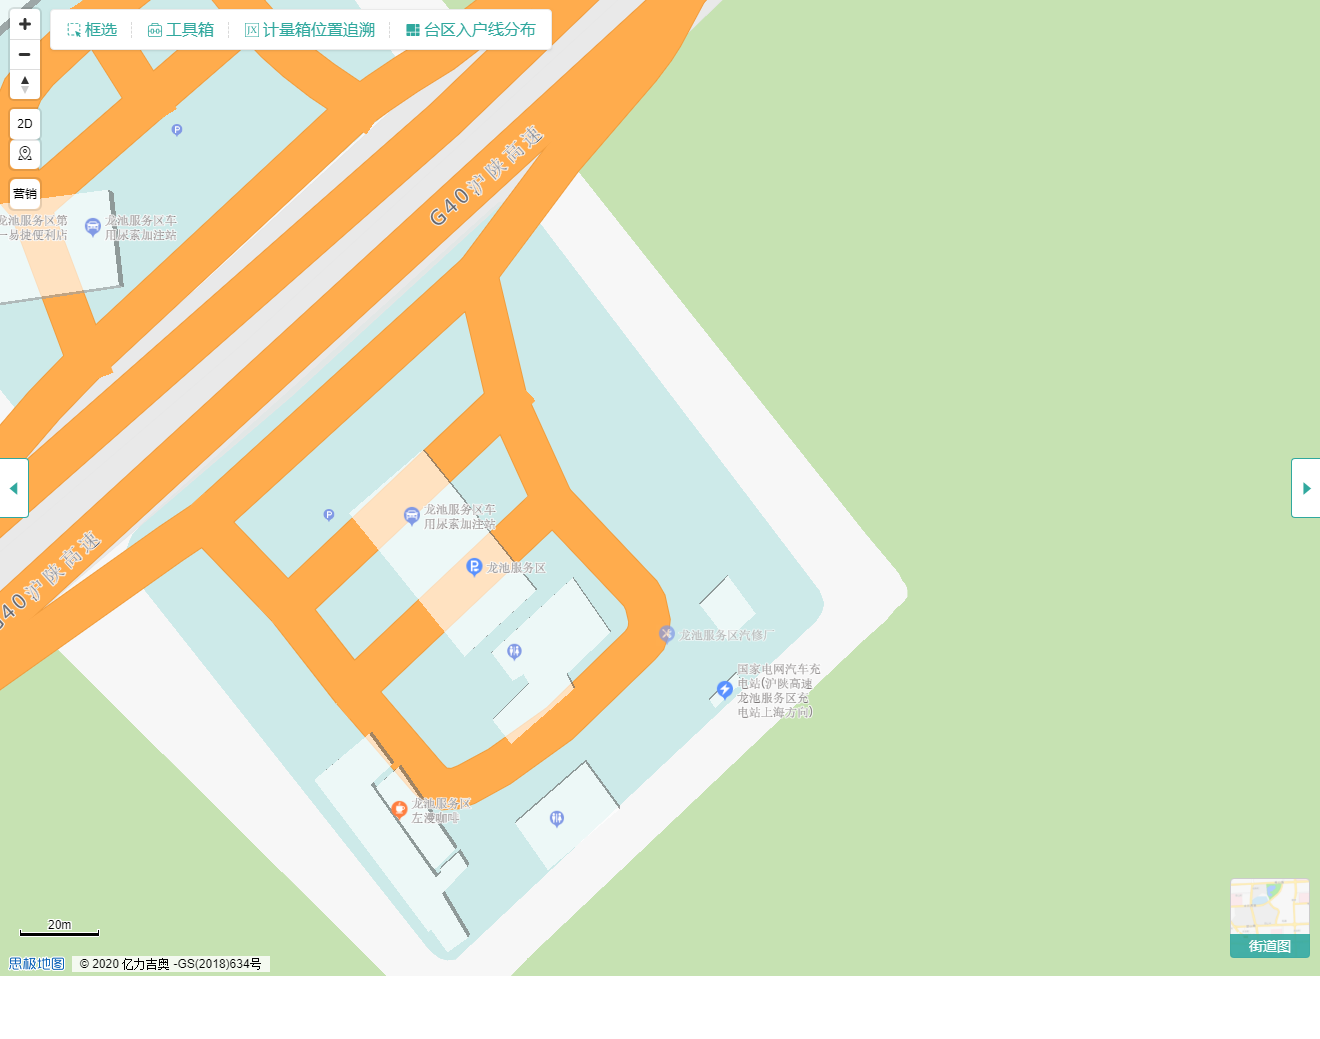 框选
工具箱
计量箱位置追溯
台区入户线分布
2D
营销
G40沪陕高速
龙池服务区第
一易捷便利店
龙池服务区车
用尿素加注站
龙池服务区车
用尿素加注站
龙池服务区
G40沪陕高速
龙池服务区汽修厂
国家电网汽车充
电站(沪陕高速
龙池服务区充
电站上海方向)
龙池服务区
左漫咖啡
20m
思极地图
© 2020 亿力吉奥 -GS(2018)634号
街道图